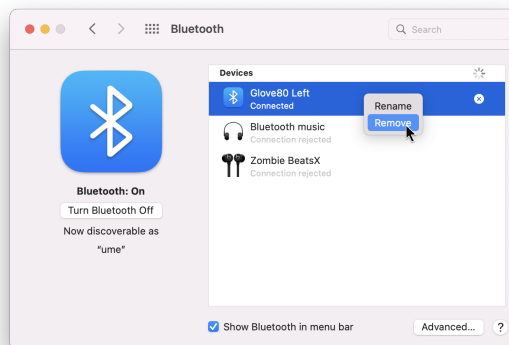 Bluetooth
Search
Devices
Glove80 Left
Connected
Rename
Remove
Bluetooth music
Connection rejected
Zombie BeatsX
Connection rejected
Bluetooth: On
Turn Bluetooth Off
Now discoverable as
“ume”
Show Bluetooth in menu bar
Advanced...
?